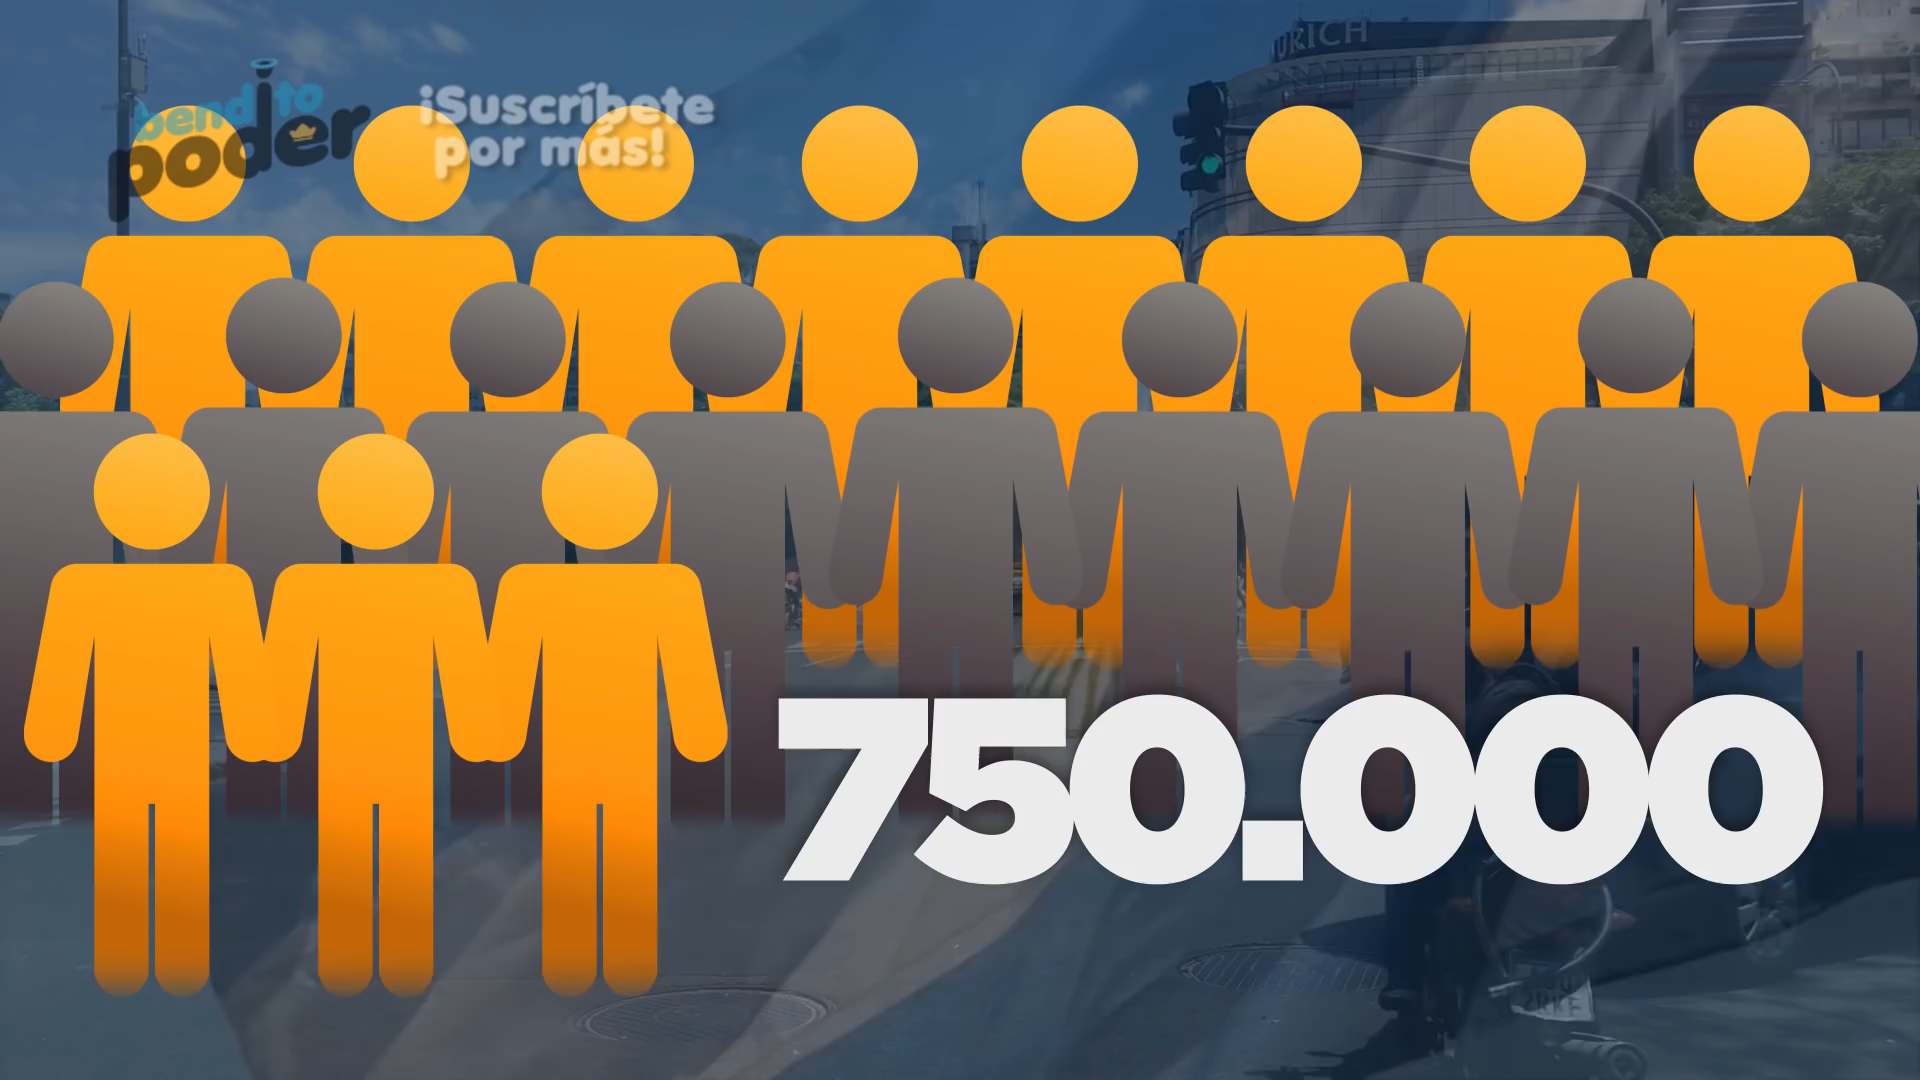 bendito
poder
¡Suscríbete
por más!
URICH
750.000